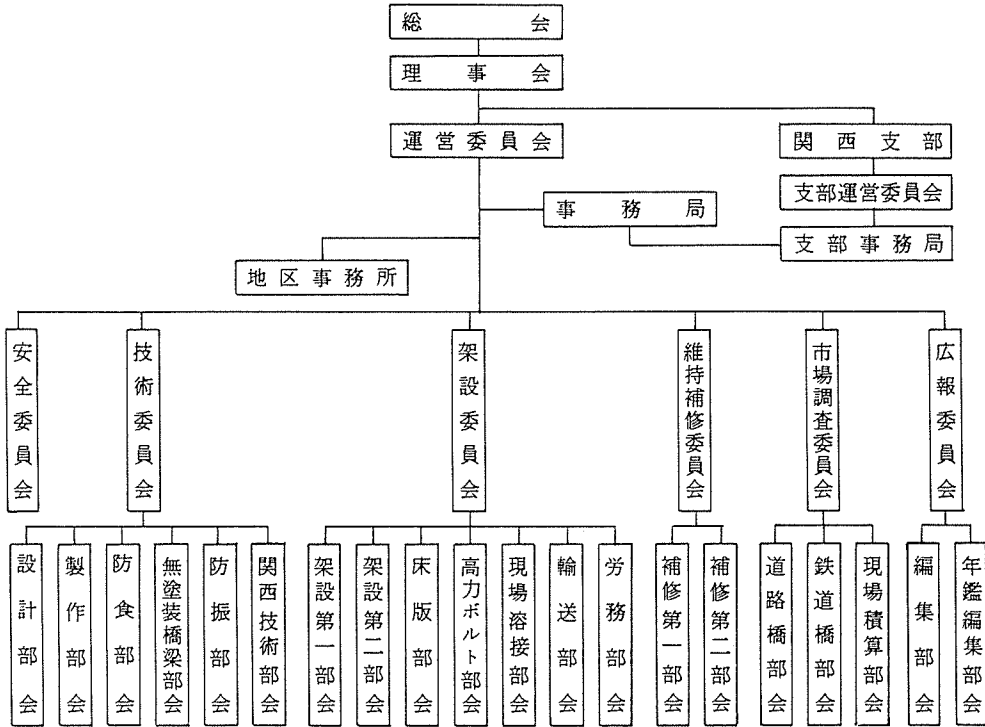 総会
理事会
運営委員会
関西支部
支部運営委員会
事務局
支部事務局
地区事務所
安全委員会
技術委員会
架設委員会
維持補修委員会
市場調査委員会
広報委員会
設計部会
製作部会
防食部会
無塗装橋梁部会
防振部会
関西技術部会
架設第一部会
架設第二部会
床版部会
高力ボルト部会
現場溶接部会
輸送部会
労務部会
補修第一部会
補修第二部会
道路橋部会
鉄道橋部会
現場積算部会
編集部会
年鑑編集部会